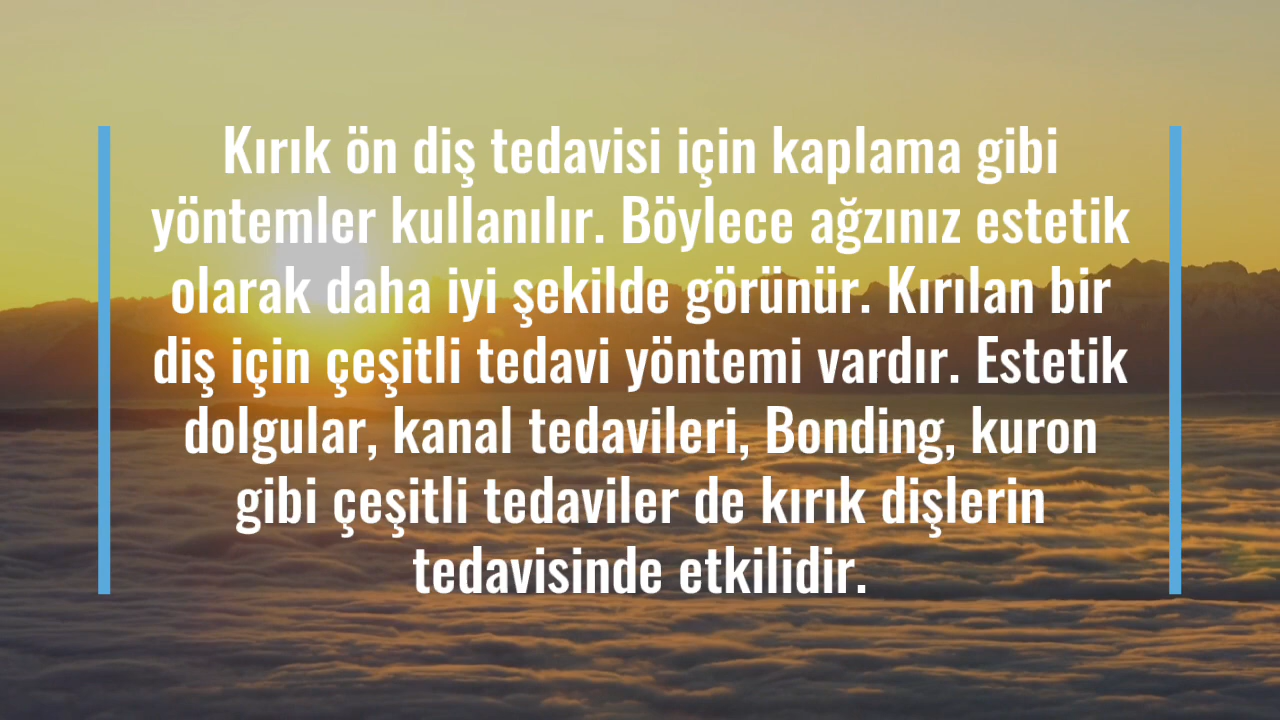 Kırık ön diş tedavisi için kaplama gibi
yöntemler kullanılır. Böylece ağzınız estetik
olarak daha iyi şekilde görünür. Kırılan bir
diş için çeşitli tedavi yöntemi vardır. Estetik
dolgular, kanal tedavileri, Bonding, kuron
gibi çeşitli tedaviler de kırık dişlerin
tedavisinde etkilidir.